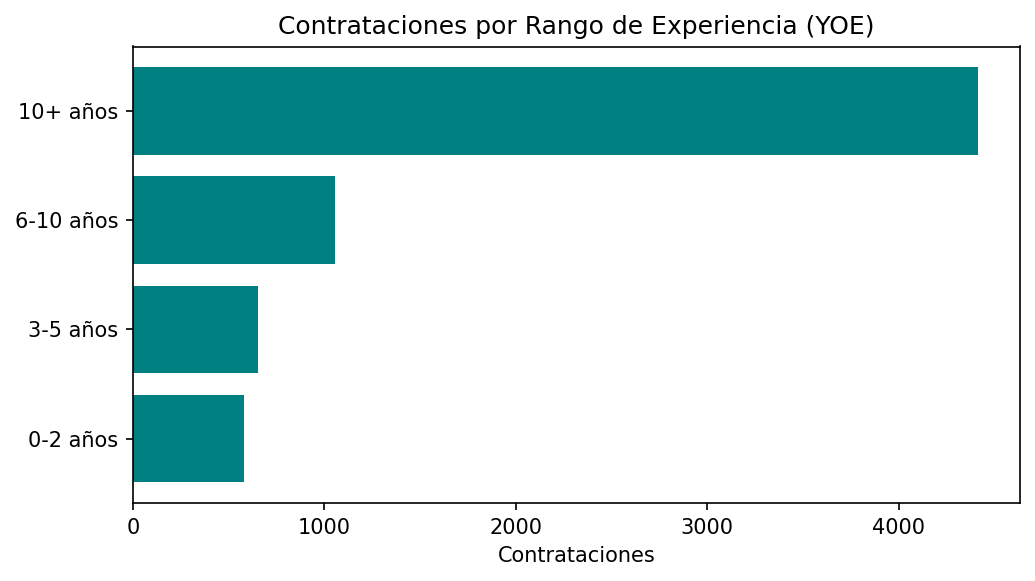 Contrataciones por Rango de Experiencia (YOE)
10+ años
6-10 años
3-5 años
0-2 años
0 1000 2000 3000 4000
Contrataciones